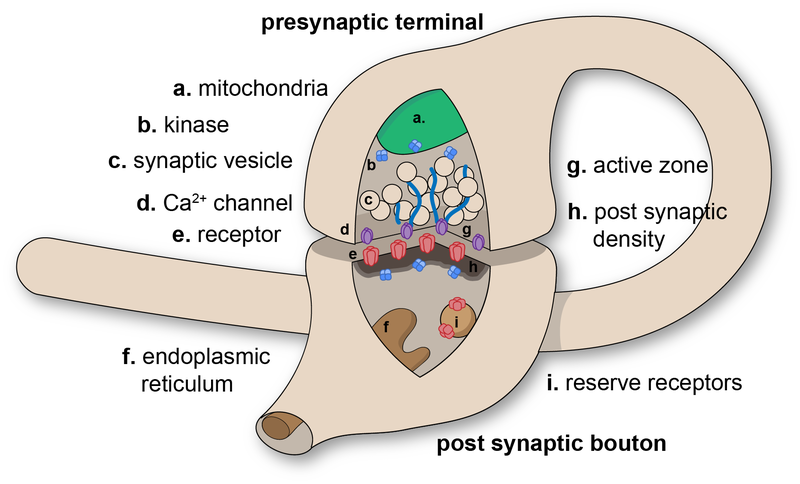 presynaptic terminal
a. mitochondria
b. kinase
c. synaptic vesicle
d. Ca²⁺ channel
e. receptor
a.
b
c
d
g
e
h
f
i
g. active zone
h. post synaptic
density
f. endoplasmic
reticulum
i. reserve receptors
post synaptic bouton